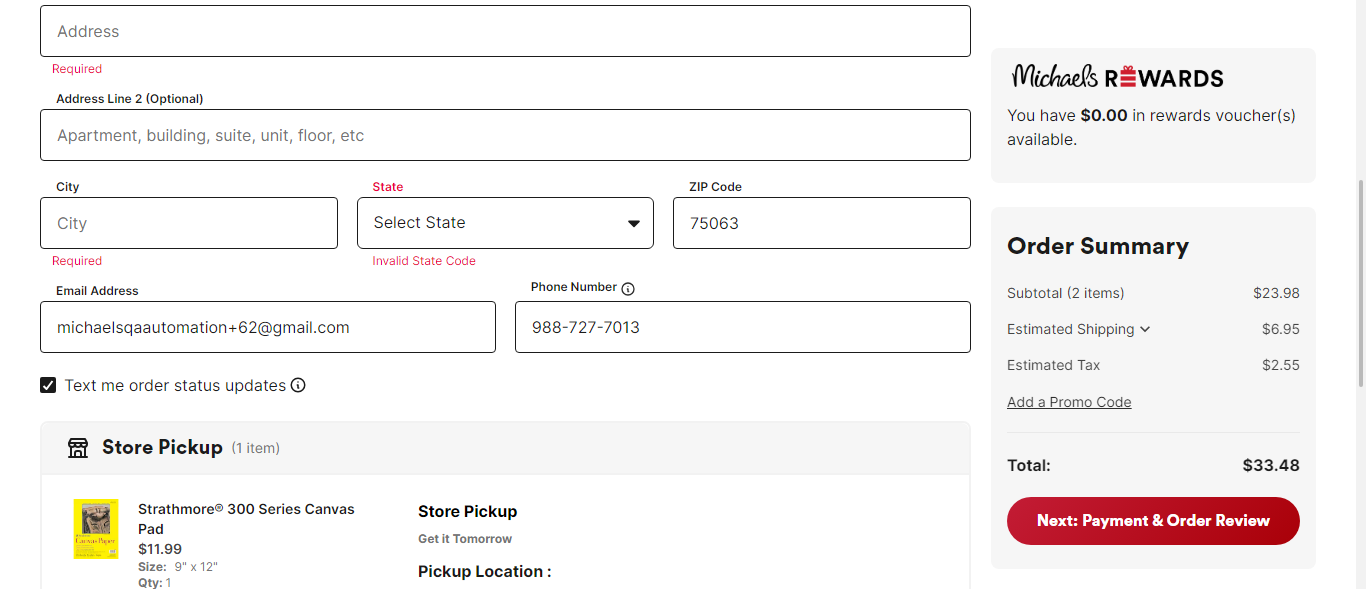 Address
Required
Address Line 2 (Optional)
Apartment, building, suite, unit, floor, etc
City
State
ZIP Code
City
Select State
75063
Required
Invalid State Code
Email Address
Phone Number
michaelsqaautomation+62@gmail.com
988-727-7013
Text me order status updates
Store Pickup (1 item)
Strathmore® 300 Series Canvas
Pad
$11.99
Size: 9" x 12"
Qty: 1
Store Pickup
Get it Tomorrow
Pickup Location :
Michaels REWARDS
You have $0.00 in rewards voucher(s)
available.
Order Summary
Subtotal (2 items) $23.98
Estimated Shipping $6.95
Estimated Tax $2.55
Add a Promo Code
Total: $33.48
Next: Payment & Order Review
Canvas Paper